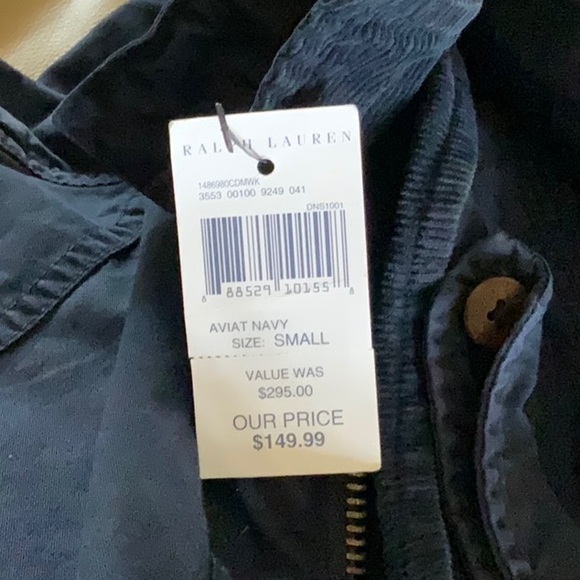 RALPH LAUREN
1486980CDMWK
3553 00100 9249 041
DNS1001
8 88529 10155 8
AVIAT NAVY
SIZE: SMALL
VALUE WAS
$295.00
OUR PRICE
$149.99